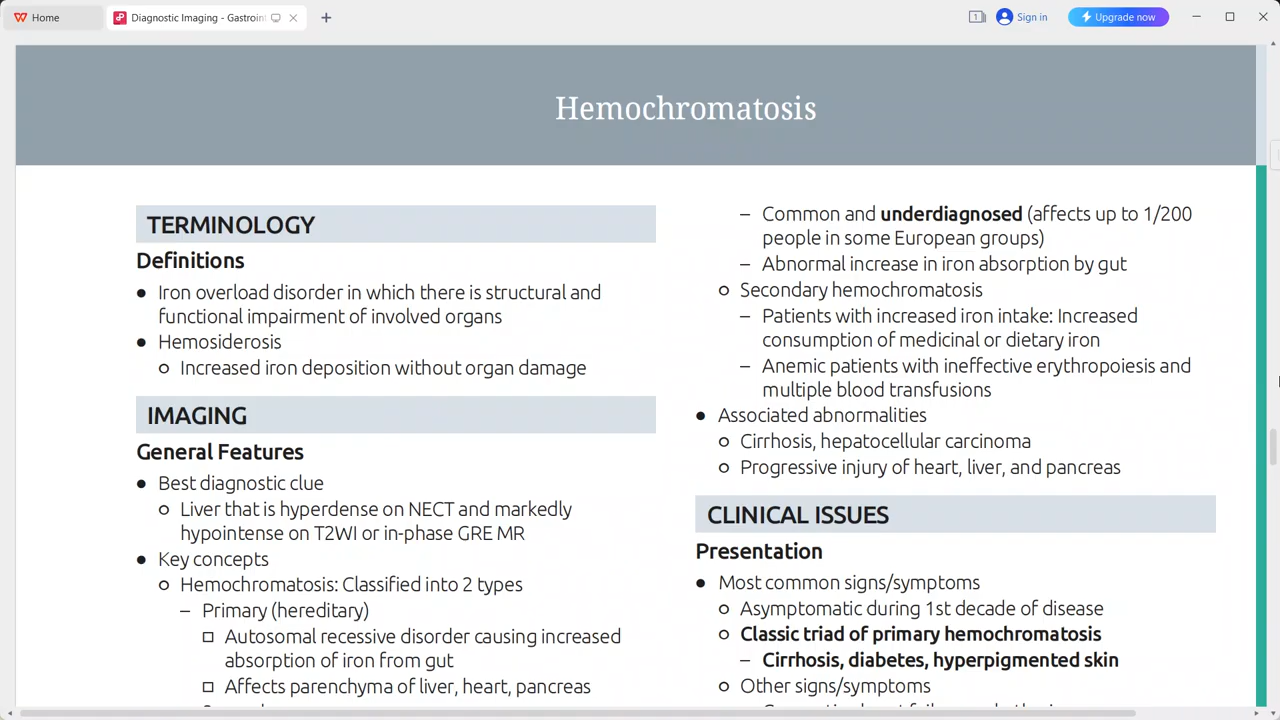 Home
Diagnostic Imaging - Gastroint
Sign in
Upgrade now
Hemochromatosis
TERMINOLOGY
Definitions
● Iron overload disorder in which there is structural and
functional impairment of involved organs
● Hemosiderosis
○ Increased iron deposition without organ damage
IMAGING
General Features
● Best diagnostic clue
○ Liver that is hyperdense on NECT and markedly
hypointense on T2WI or in-phase GRE MR
● Key concepts
○ Hemochromatosis: Classified into 2 types
– Primary (hereditary)
□ Autosomal recessive disorder causing increased
absorption of iron from gut
□ Affects parenchyma of liver, heart, pancreas
– Common and underdiagnosed (affects up to 1/200
people in some European groups)
– Abnormal increase in iron absorption by gut
○ Secondary hemochromatosis
– Patients with increased iron intake: Increased
consumption of medicinal or dietary iron
– Anemic patients with ineffective erythropoiesis and
multiple blood transfusions
● Associated abnormalities
○ Cirrhosis, hepatocellular carcinoma
○ Progressive injury of heart, liver, and pancreas
CLINICAL ISSUES
Presentation
● Most common signs/symptoms
○ Asymptomatic during 1st decade of disease
○ Classic triad of primary hemochromatosis
– Cirrhosis, diabetes, hyperpigmented skin
○ Other signs/symptoms